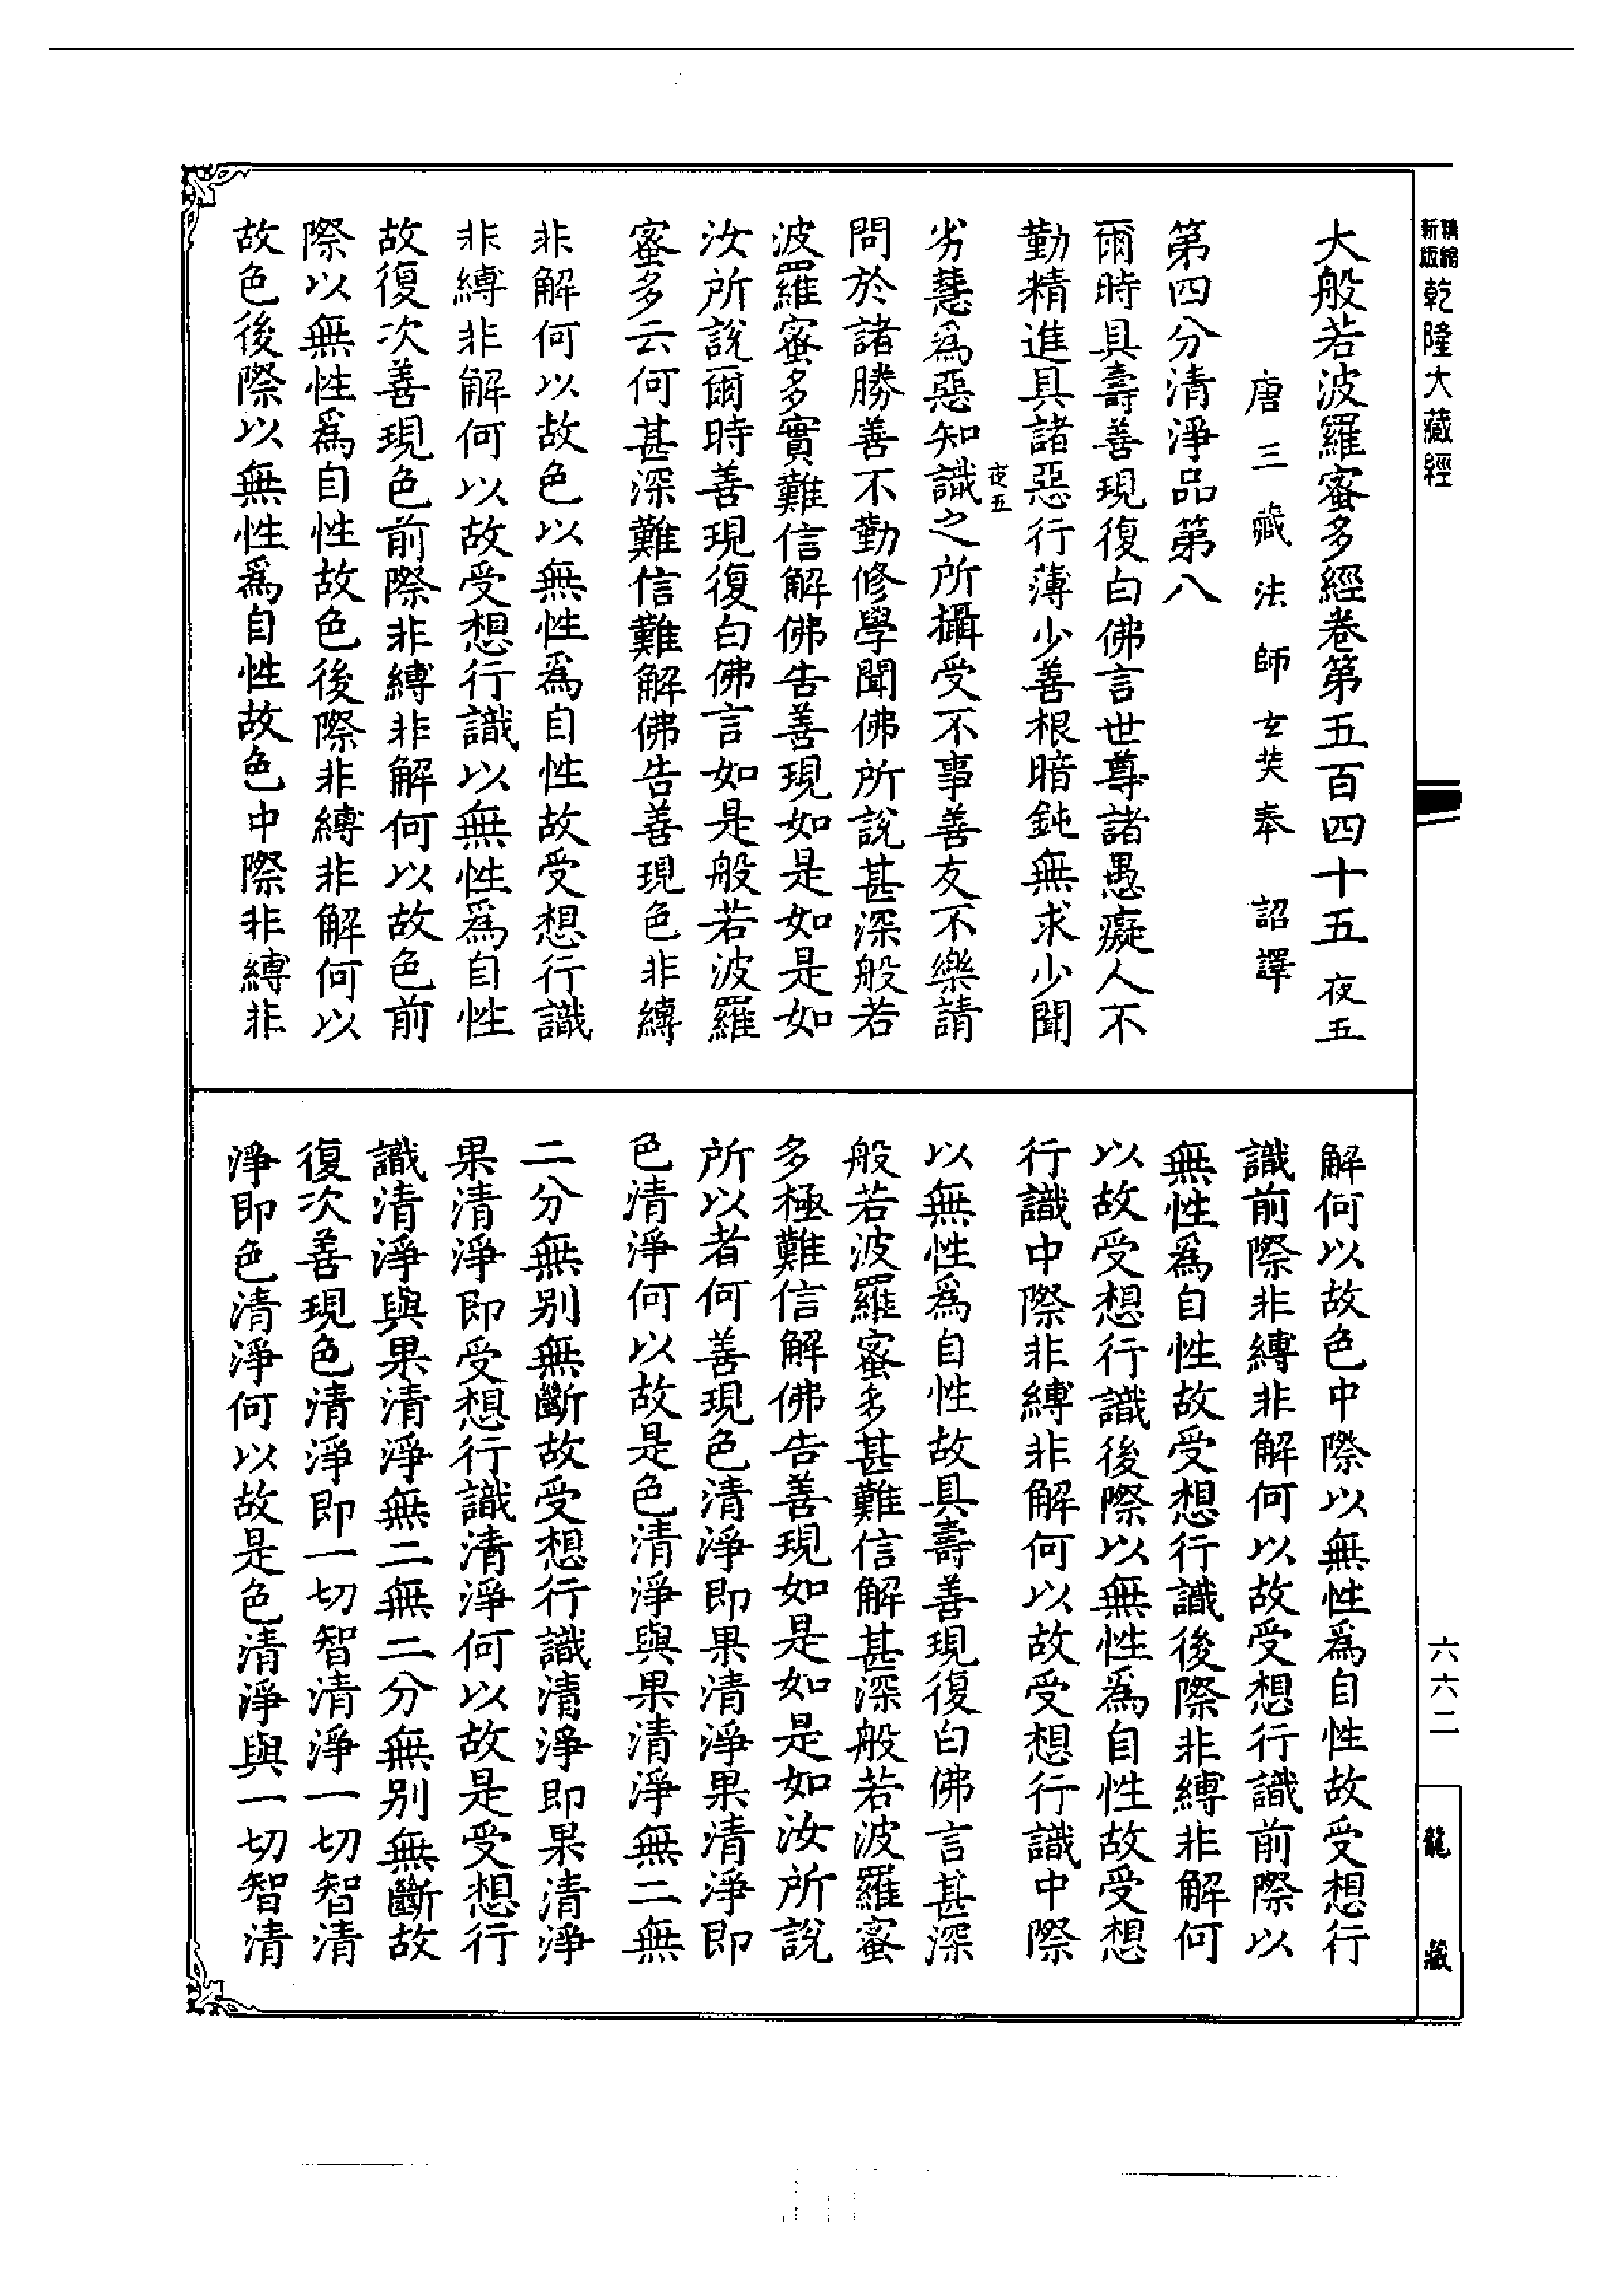 精縮
新版
乾隆大藏經
六六二
龍藏
大般若波羅蜜多經卷第五百四十五 夜五
唐三藏法師玄奘奉 詔譯
第四分清淨品第八
爾時具壽善現復白佛言世尊諸愚癡人不
勤精進具諸惡行薄少善根暗鈍無求少聞
夜五
劣慧爲惡知識之所攝受不事善友不樂請
問於諸勝善不勤修學聞佛所說甚深般若
波羅蜜多實難信解佛告善現如是如是如
汝所說爾時善現復白佛言如是般若波羅
蜜多云何甚深難信難解佛告善現色非縛
非解何以故色以無性爲自性故受想行識
非縛非解何以故受想行識以無性爲自性
故復次善現色前際非縛非解何以故色前
際以無性爲自性故色後際非縛非解何以
故色後際以無性爲自性故色中際非縛非
解何以故色中際以無性爲自性故受想行
識前際非縛非解何以故受想行識前際以
無性爲自性故受想行識後際非縛非解何
以故受想行識後際以無性爲自性故受想
行識中際非縛非解何以故受想行識中際
以無性爲自性故具壽善現復白佛言甚深
般若波羅蜜多甚難信解甚深般若波羅蜜
多極難信解佛告善現如是如是如汝所說
所以者何善現色清淨即果清淨果清淨即
色清淨何以故是色清淨與果清淨無二無
二分無別無斷故受想行識清淨即果清淨
果清淨即受想行識清淨何以故是受想行
識清淨與果清淨無二無二分無別無斷故
復次善現色清淨即一切智清淨一切智清
淨即色清淨何以故是色清淨與一切智清